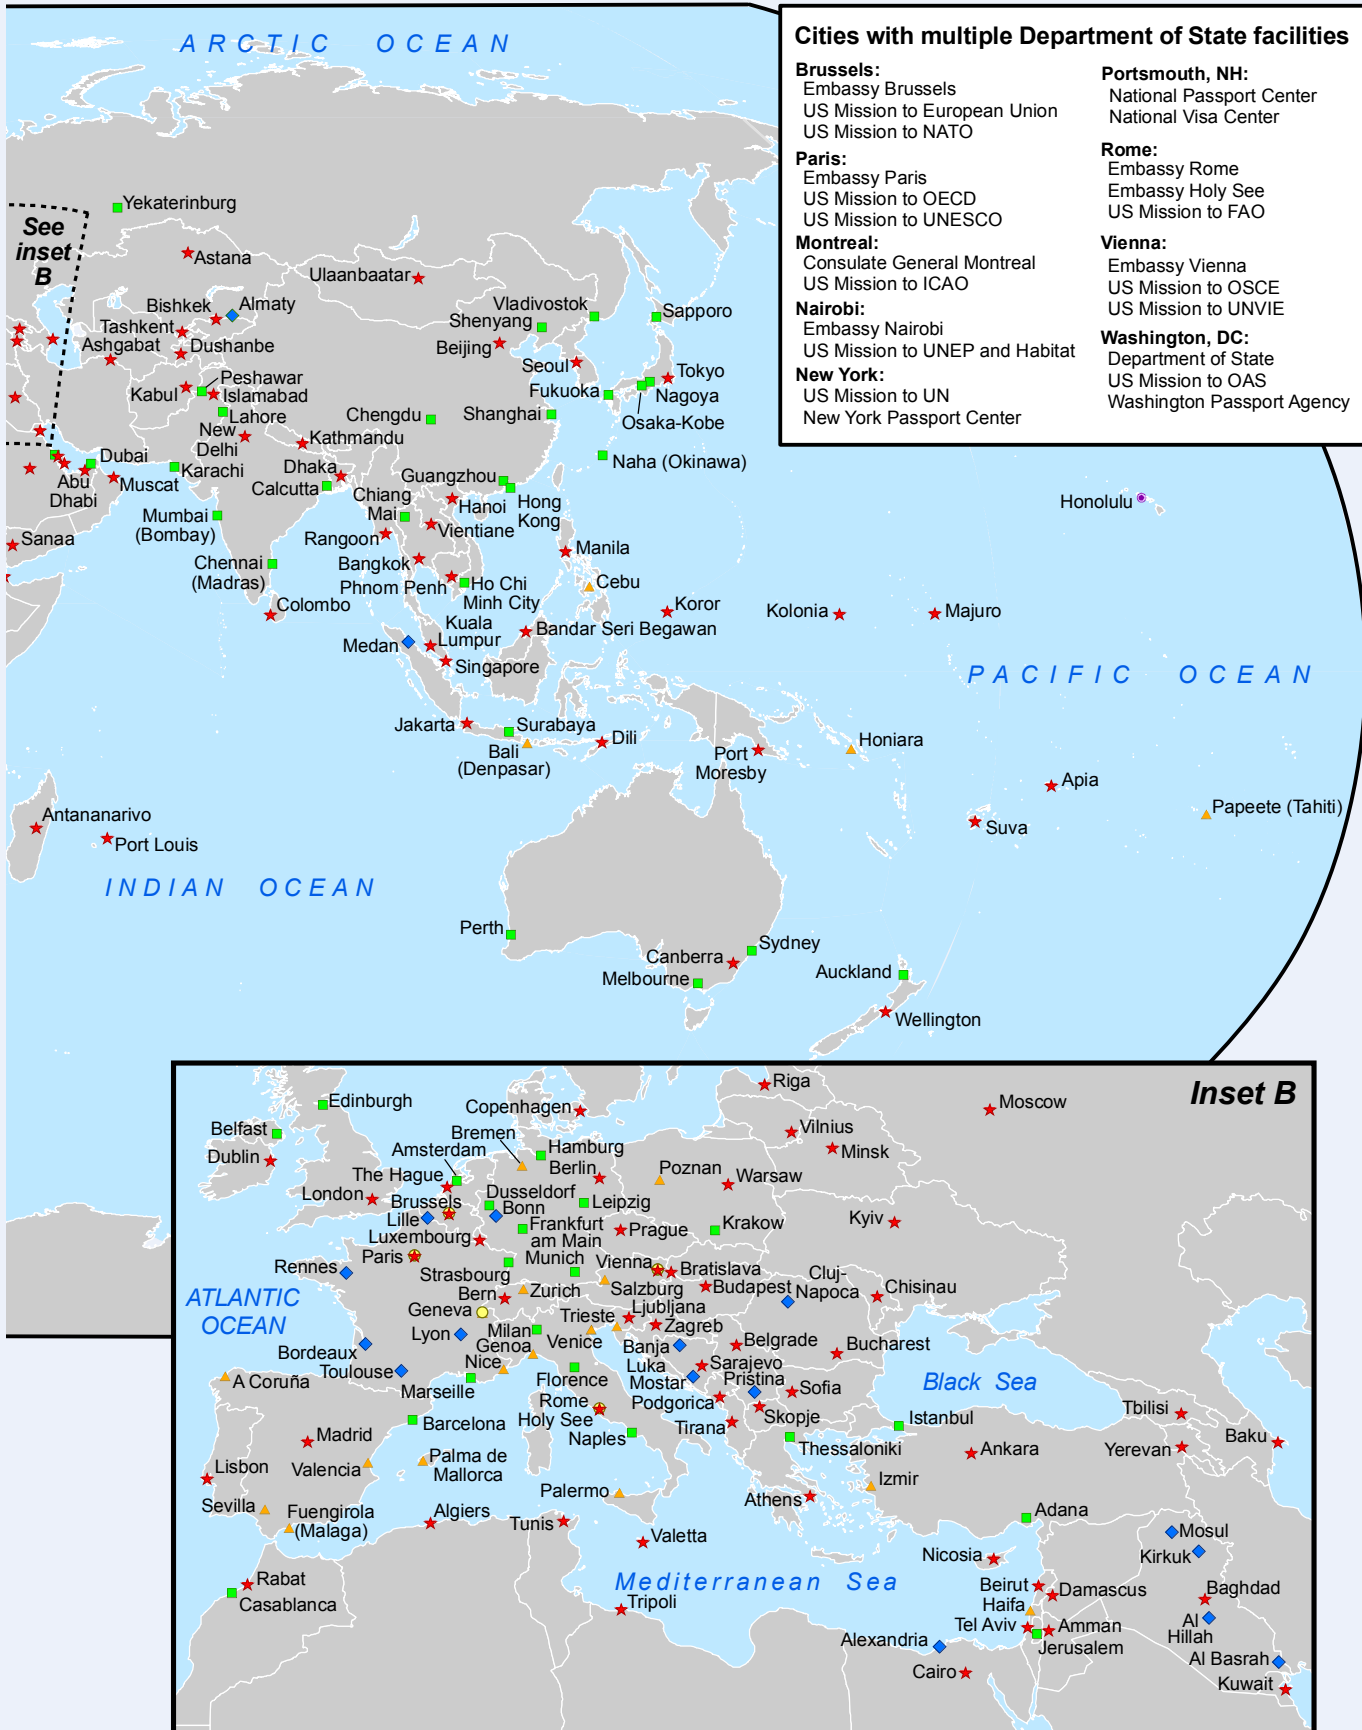 ARCTIC OCEAN
Cities with multiple Department of State facilities
Brussels:
Embassy Brussels
US Mission to European Union
US Mission to NATO
Paris:
Embassy Paris
US Mission to OECD
US Mission to UNESCO
Montreal:
Consulate General Montreal
US Mission to ICAO
Nairobi:
Embassy Nairobi
US Mission to UNEP and Habitat
New York:
US Mission to UN
New York Passport Center
Portsmouth, NH:
National Passport Center
National Visa Center
Rome:
Embassy Rome
Embassy Holy See
US Mission to FAO
Vienna:
Embassy Vienna
US Mission to OSCE
US Mission to UNVIE
Washington, DC:
Department of State
US Mission to OAS
Washington Passport Agency
Yekaterinburg
See
inset
B
Astana
Ulaanbaatar
Bishkek
Almaty
Vladivostok
Sapporo
Tashkent
Shenyang
Ashgabat
Dushanbe
Beijing
Seoul
Tokyo
Peshawar
Kabul
Islamabad
Fukuoka
Nagoya
Lahore
Chengdu
Shanghai
Osaka-Kobe
New
Delhi
Kathmandu
Dubai
Karachi
Dhaka
Guangzhou
Naha (Okinawa)
Abu
Dhabi
Muscat
Calcutta
Chiang
Mai
Hanoi
Hong
Kong
Honolulu
Mumbai
(Bombay)
Vientiane
Sanaa
Rangoon
Manila
Chennai
(Madras)
Bangkok
Phnom Penh
Ho Chi
Minh City
Cebu
Colombo
Koror
Kolonia
Majuro
Kuala
Lumpur
Bandar Seri Begawan
Medan
Singapore
PACIFIC OCEAN
Jakarta
Surabaya
Dili
Bali
(Denpasar)
Port
Moresby
Honiara
Apia
Papeete (Tahiti)
Antananarivo
Port Louis
Suva
INDIAN OCEAN
Perth
Sydney
Canberra
Melbourne
Auckland
Wellington
Inset B
Riga
Edinburgh
Copenhagen
Moscow
Belfast
Bremen
Vilnius
Dublin
Amsterdam
Hamburg
Minsk
The Hague
Berlin
Poznan
Warsaw
London
Brussels
Dusseldorf
Leipzig
Lille
Bonn
Kyiv
Luxembourg
Frankfurt
am Main
Prague
Krakow
Paris
Munich
Vienna
Bratislava
Rennes
Strasbourg
Salzburg
Budapest
Cluj-
Napoca
Chisinau
Bern
Zurich
ATLANTIC
OCEAN
Geneva
Trieste
Ljubljana
Zagreb
Lyon
Milan
Venice
Belgrade
Bucharest
Bordeaux
Genoa
Banja
Luka
Sarajevo
Toulouse
Nice
Mostar
Pristina
Black Sea
A Coruña
Marseille
Florence
Podgorica
Sofia
Rome
Holy See
Skopje
Istanbul
Tbilisi
Barcelona
Naples
Tirana
Madrid
Thessaloniki
Ankara
Yerevan
Baku
Lisbon
Valencia
Palma de
Mallorca
Izmir
Sevilla
Palermo
Athens
Fuengirola
(Malaga)
Algiers
Tunis
Adana
Valetta
Mosul
Nicosia
Kirkuk
Rabat
Mediterranean Sea
Beirut
Damascus
Baghdad
Casablanca
Tripoli
Haifa
Tel Aviv
Amman
Al
Hillah
Alexandria
Jerusalem
Cairo
Al Basrah
Kuwait